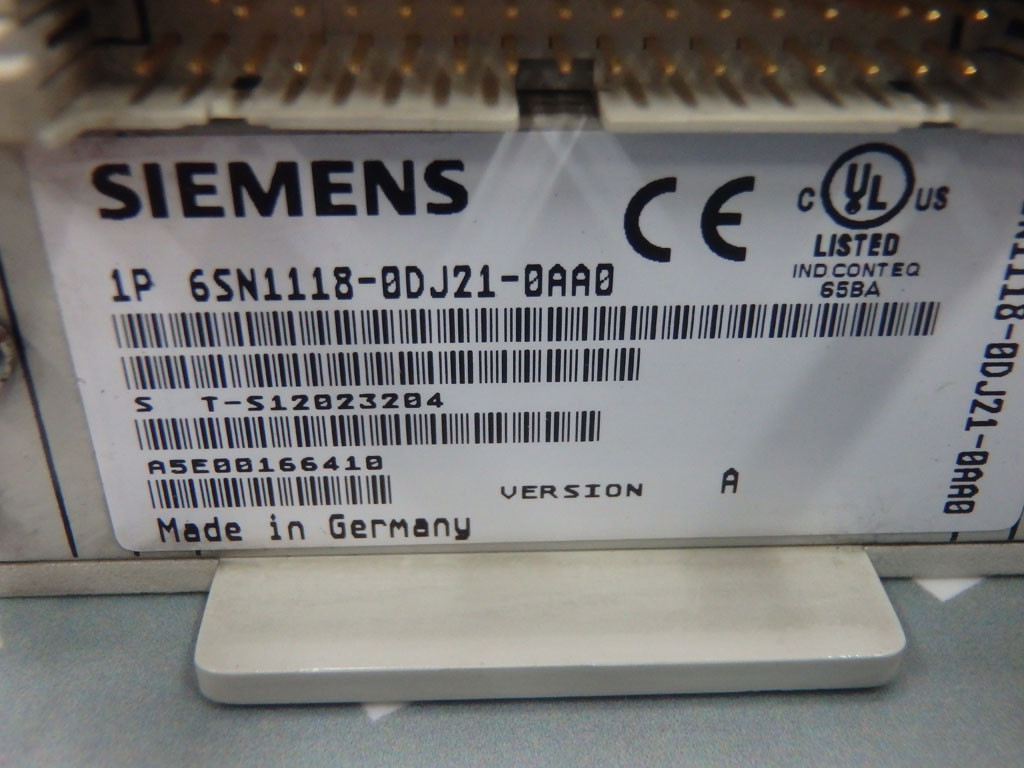 SIEMENS
CE
C UL US
LISTED
IND CONT EQ
65BA
1P 6SN1118-0DJ21-0AA0
S T-S12023204
A5E00166410
VERSION A
Made in Germany
N1118-0DJ21-0AA0